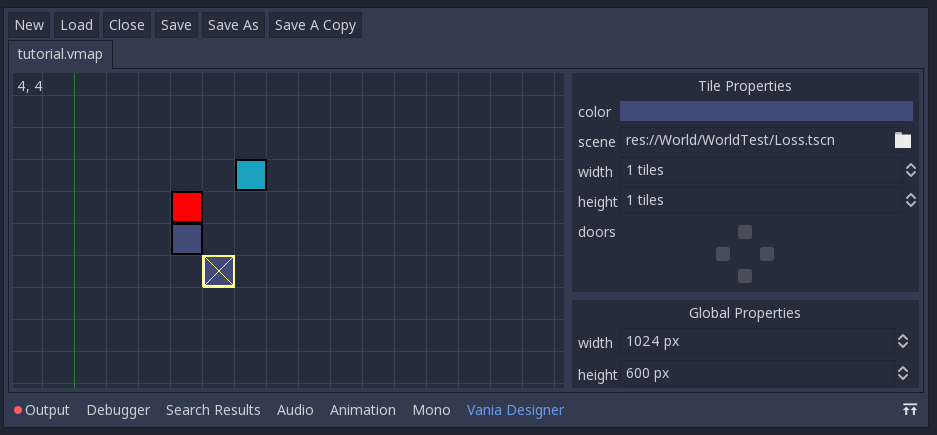 New Load Close Save Save As Save A Copy
tutorial.vmap
4, 4
Tile Properties
color
scene res://World/WorldTest/Loss.tscn
width 1 tiles
height 1 tiles
doors
Global Properties
width 1024 px
height 600 px
Output Debugger Search Results Audio Animation Mono Vania Designer